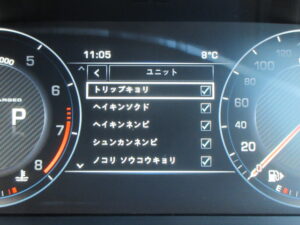 11:05 8°C
ユニット
トリップキョリ
ヘイキンソクド
ヘイキンネンピ
シュンカンネンピ
ノコリ ソウコウキョリ
000
P
5
6
7
8
60
40
20
0
E